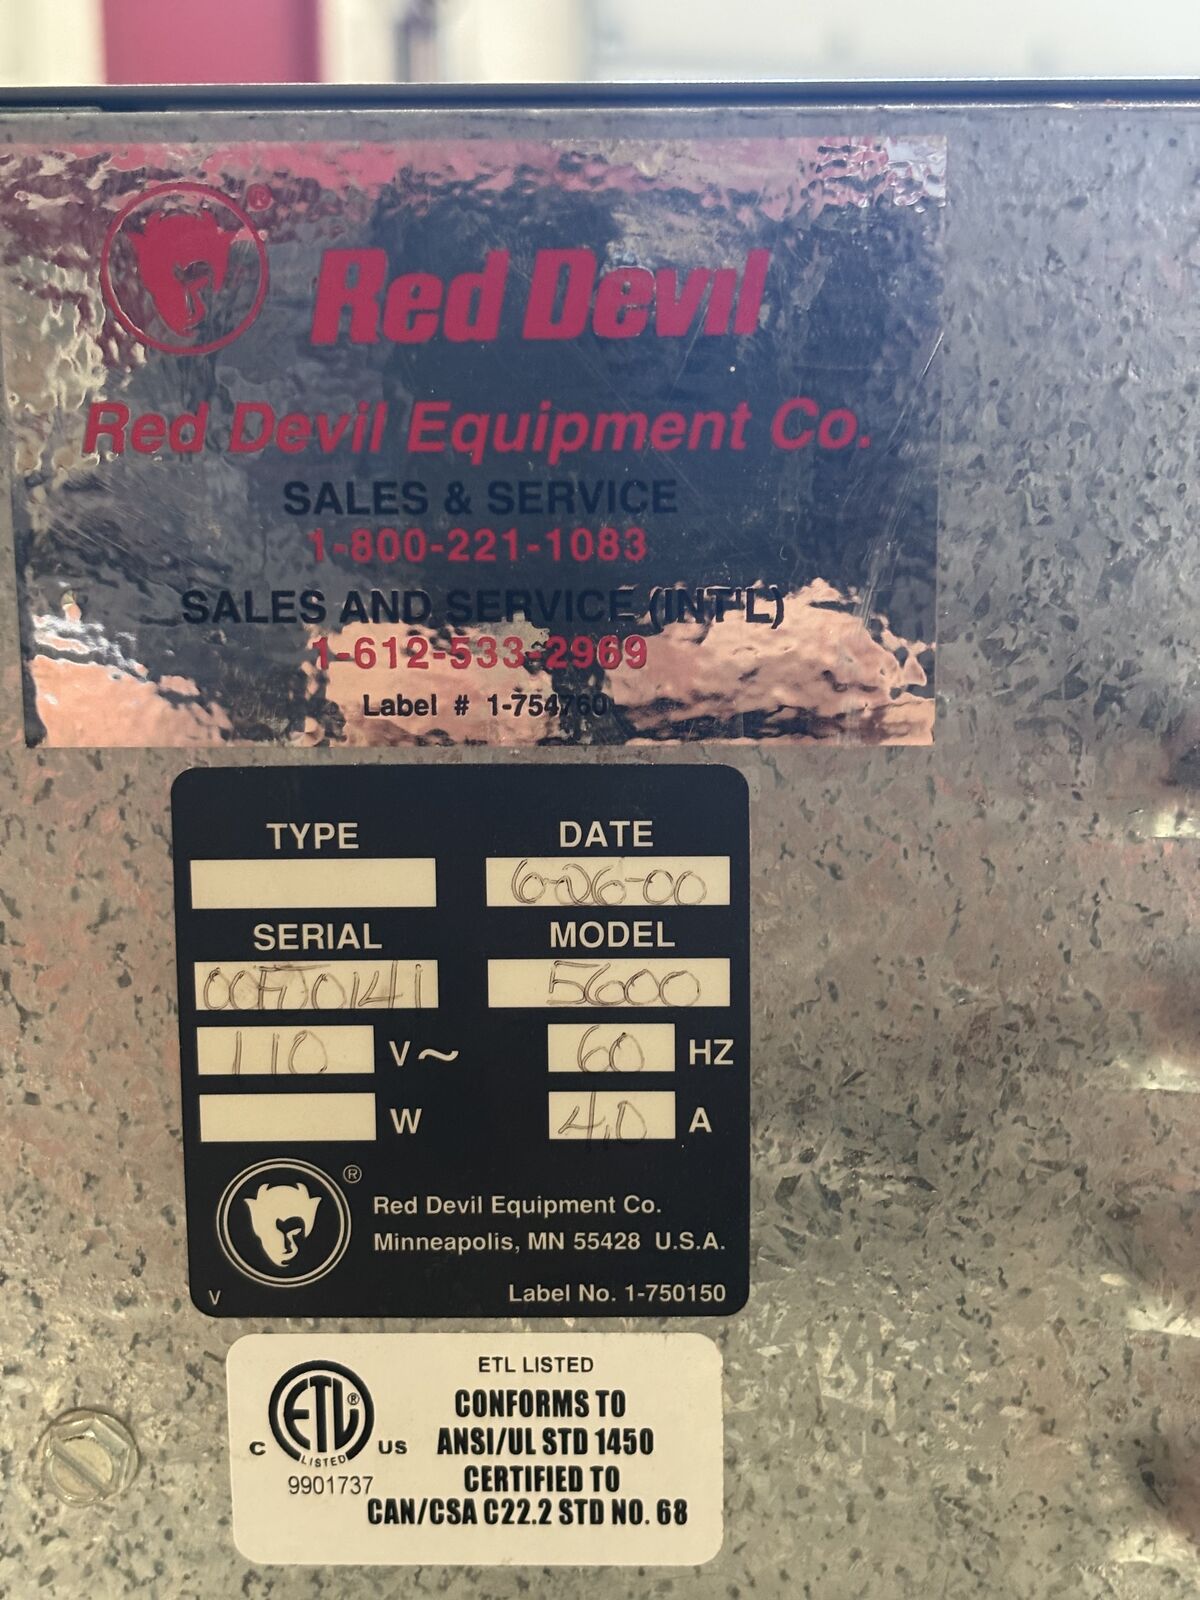 ®
Red Devil
Red Devil Equipment Co.
SALES & SERVICE
1-800-221-1083
SALES AND SERVICE (INT'L)
1-612-533-2969
Label # 1-754760
TYPE DATE
6-26-00
SERIAL MODEL
00FJ0141 5600
110 V~ 60 HZ
W 4.0 A
®
Red Devil Equipment Co.
Minneapolis, MN 55428 U.S.A.
V Label No. 1-750150
ETL LISTED
CONFORMS TO
ANSI/UL STD 1450
CERTIFIED TO
CAN/CSA C22.2 STD NO. 68
ETL®
LISTED
C US
9901737